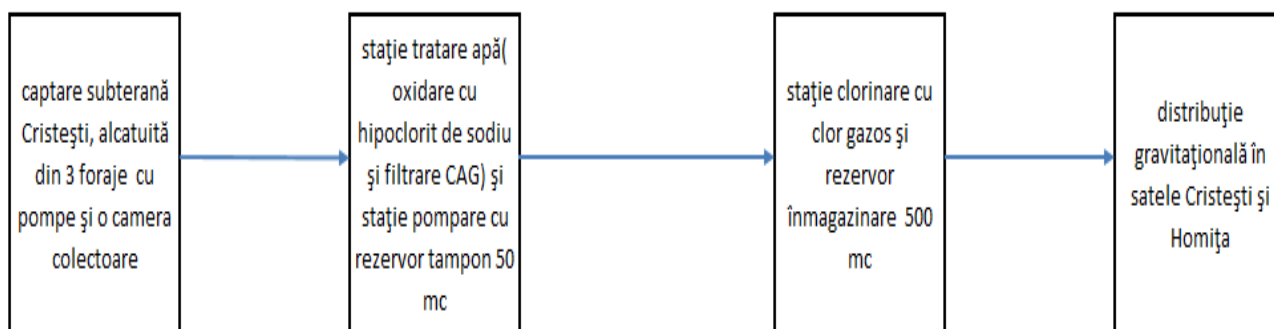 captare subterană
Cristeşti, alcatuită
din 3 foraje cu
pompe şi o camera
colectoare
staţie tratare apă(
oxidare cu
hipoclorit de sodiu
şi filtrare CAG) şi
staţie pompare cu
rezervor tampon 50
mc
staţie clorinare cu
clor gazos şi
rezervor
înmagazinare 500
mc
distribuţie
gravitaţională în
satele Cristeşti şi
Homiţa